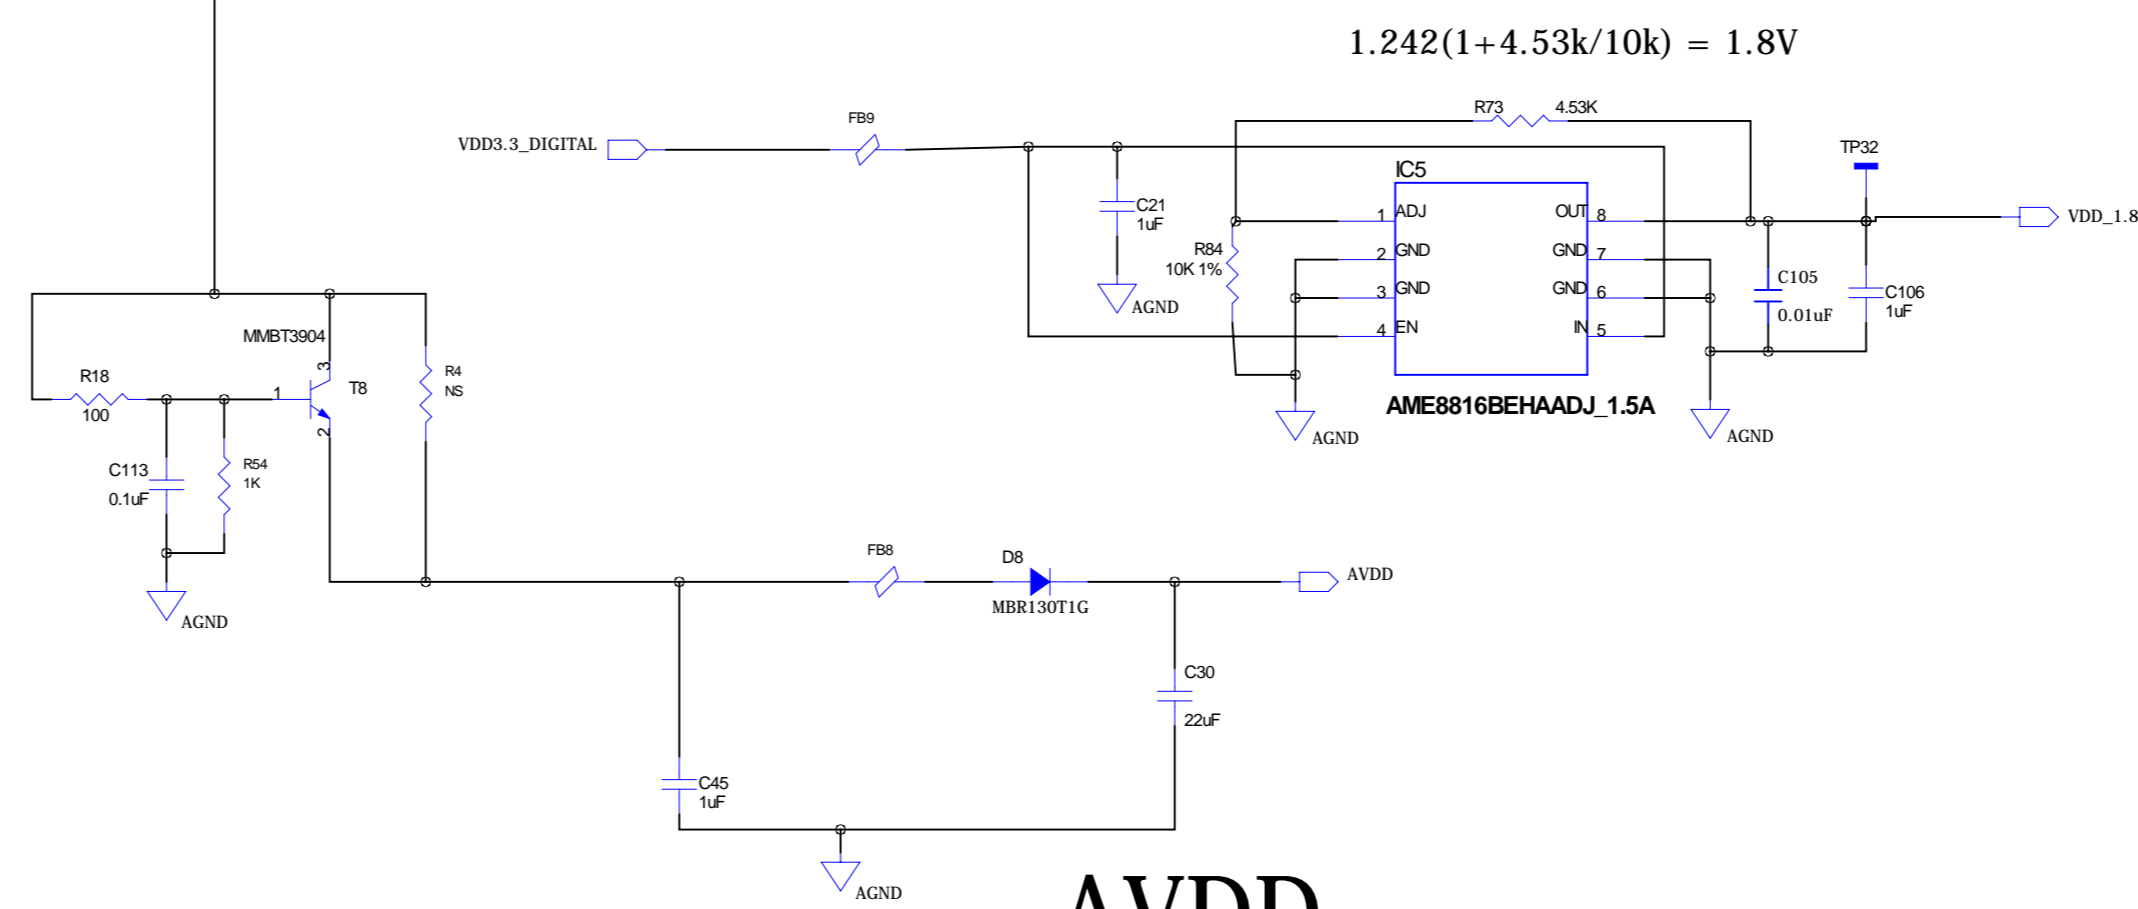 1.242(1+4.53k/10k) = 1.8V
R73 4.53K
FB9
VDD3.3_DIGITAL
TP32
IC5
C21
1uF
1 ADJ
OUT 8
VDD_1.8
R84
10K 1%
2 GND
GND 7
3 GND
GND 6
C105
0.01uF
C106
1uF
AGND
4 EN
IN 5
MMBT3904
3
R18
100
1
T8
2
R4
NS
AME8816BEHAADJ_1.5A
AGND
AGND
C113
0.1uF
R54
1K
AGND
FB8
D8
MBR130T1G
AVDD
C30
22uF
C45
1uF
AGND
AVDD